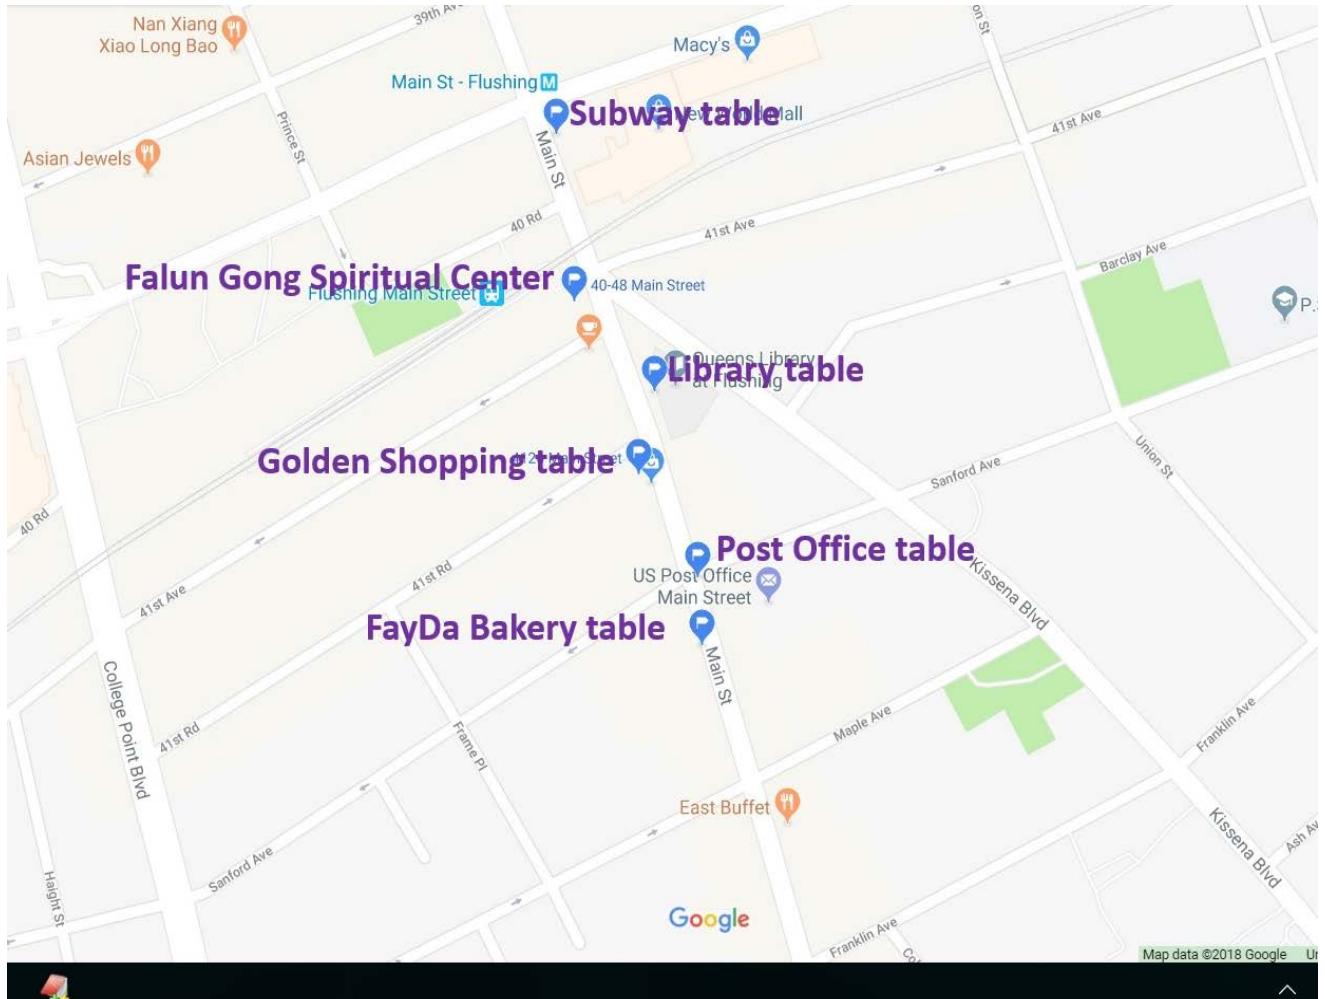 Nan Xiang
Xiao Long Bao
39th Av
Macy's
Main St - Flushing M
Subway table
Asian Jewels
Prince St
Main St
41st Ave
40 Rd
41st Ave
Barclay Ave
Falun Gong Spiritual Center
40-48 Main Street
Flushing Main Street
Queens Library
at Flushing
Library table
Golden Shopping table
Sanford Ave
Union St
40 Rd
Post Office table
US Post Office
Main Street
Kissena Blvd
41st Ave
41st Rd
FayDa Bakery table
Main St
College Point Blvd
41st Rd
Frame Pl
Maple Ave
Franklin Ave
East Buffet
Kissena Blvd
Ash Av
Sanford Ave
Haight St
Google
Franklin Ave
Map data ©2018 Google